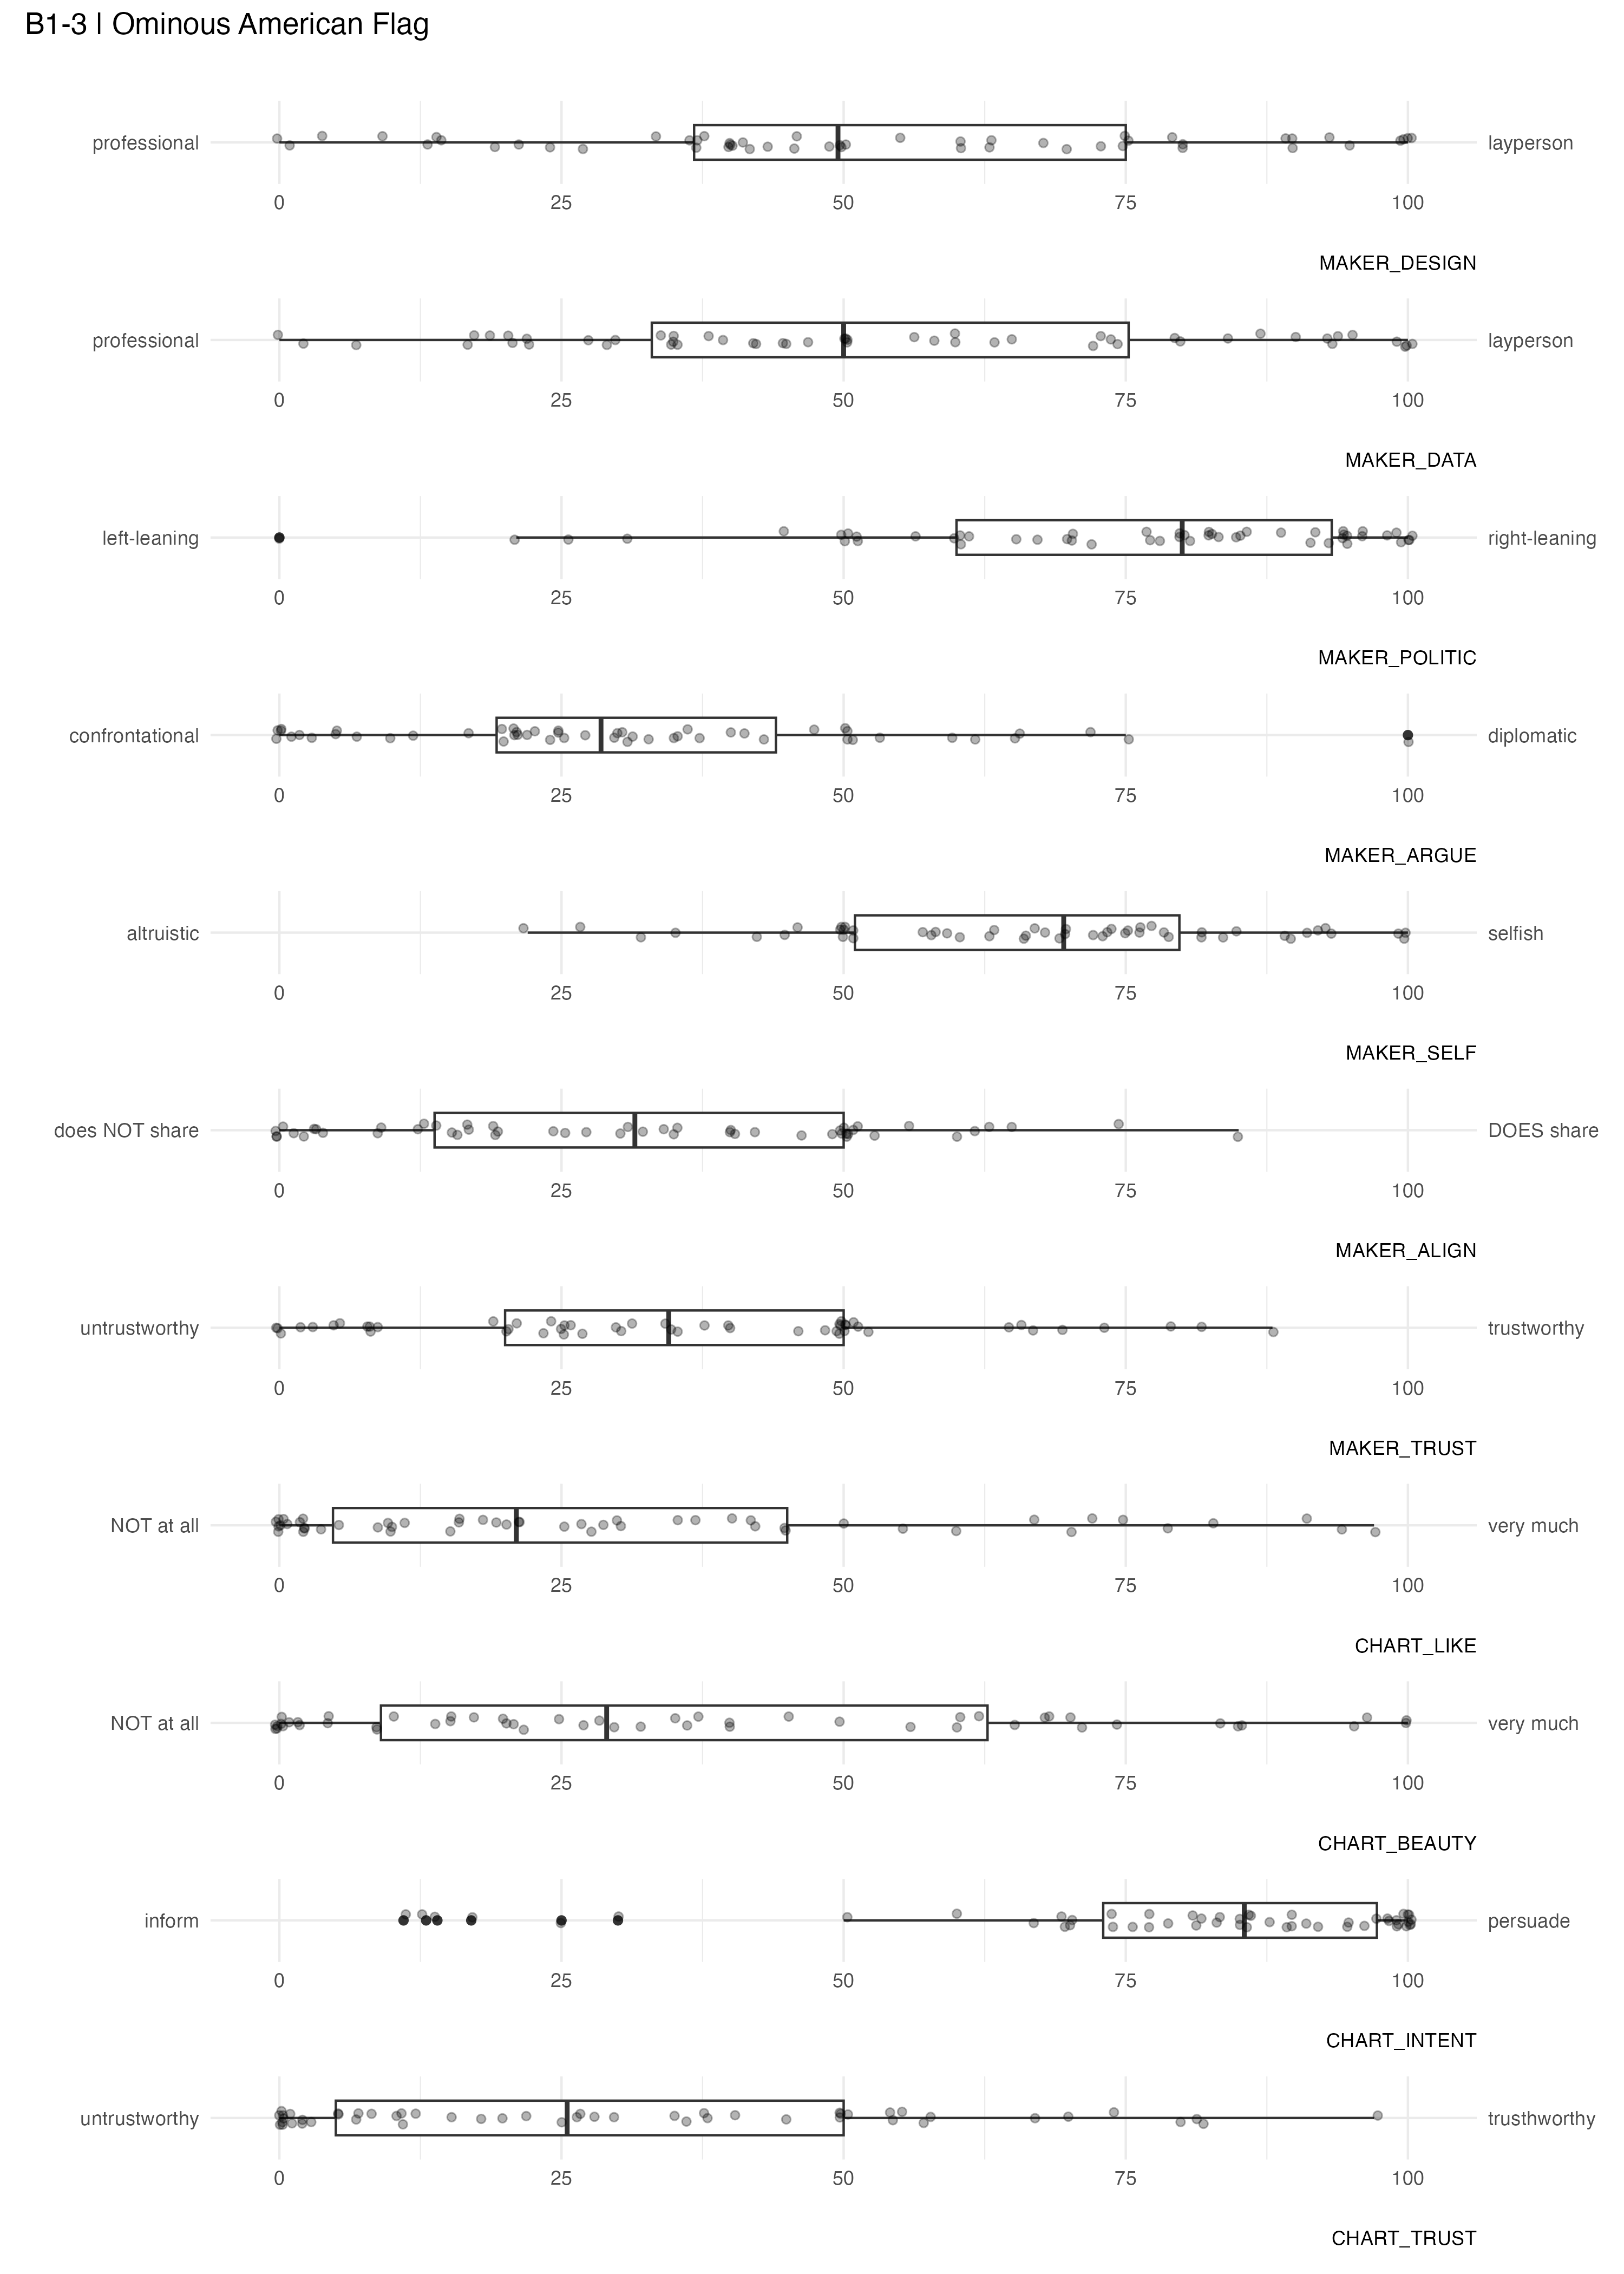 B1-3 | Ominous American Flag
professional layperson
0 25 50 75 100
MAKER_DESIGN
professional layperson
0 25 50 75 100
MAKER_DATA
left-leaning right-leaning
0 25 50 75 100
MAKER_POLITIC
confrontational diplomatic
0 25 50 75 100
MAKER_ARGUE
altruistic selfish
0 25 50 75 100
MAKER_SELF
does NOT share DOES share
0 25 50 75 100
MAKER_ALIGN
untrustworthy trustworthy
0 25 50 75 100
MAKER_TRUST
NOT at all very much
0 25 50 75 100
CHART_LIKE
NOT at all very much
0 25 50 75 100
CHART_BEAUTY
inform persuade
0 25 50 75 100
CHART_INTENT
untrustworthy trusthworthy
0 25 50 75 100
CHART_TRUST